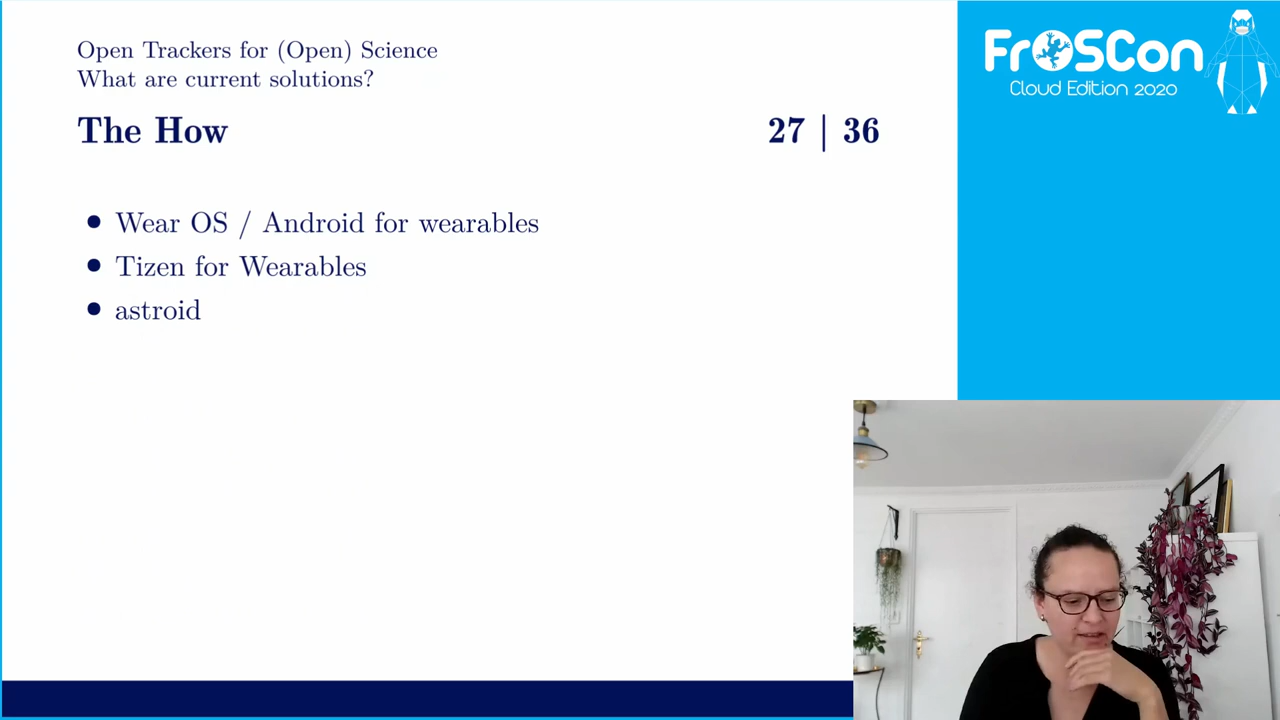 Open Trackers for (Open) Science
What are current solutions?
The How
27 | 36
Wear OS / Android for wearables
Tizen for Wearables
astroid
FrOSCon
Cloud Edition 2020